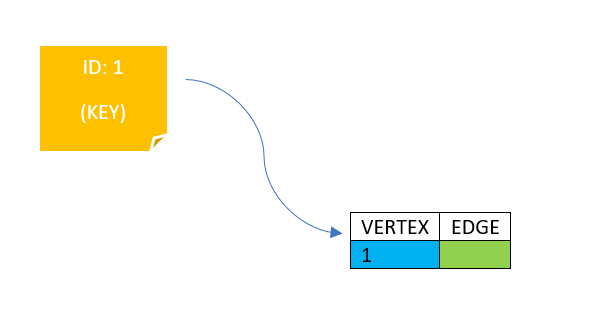 ID: 1
(KEY)
VERTEX EDGE
1